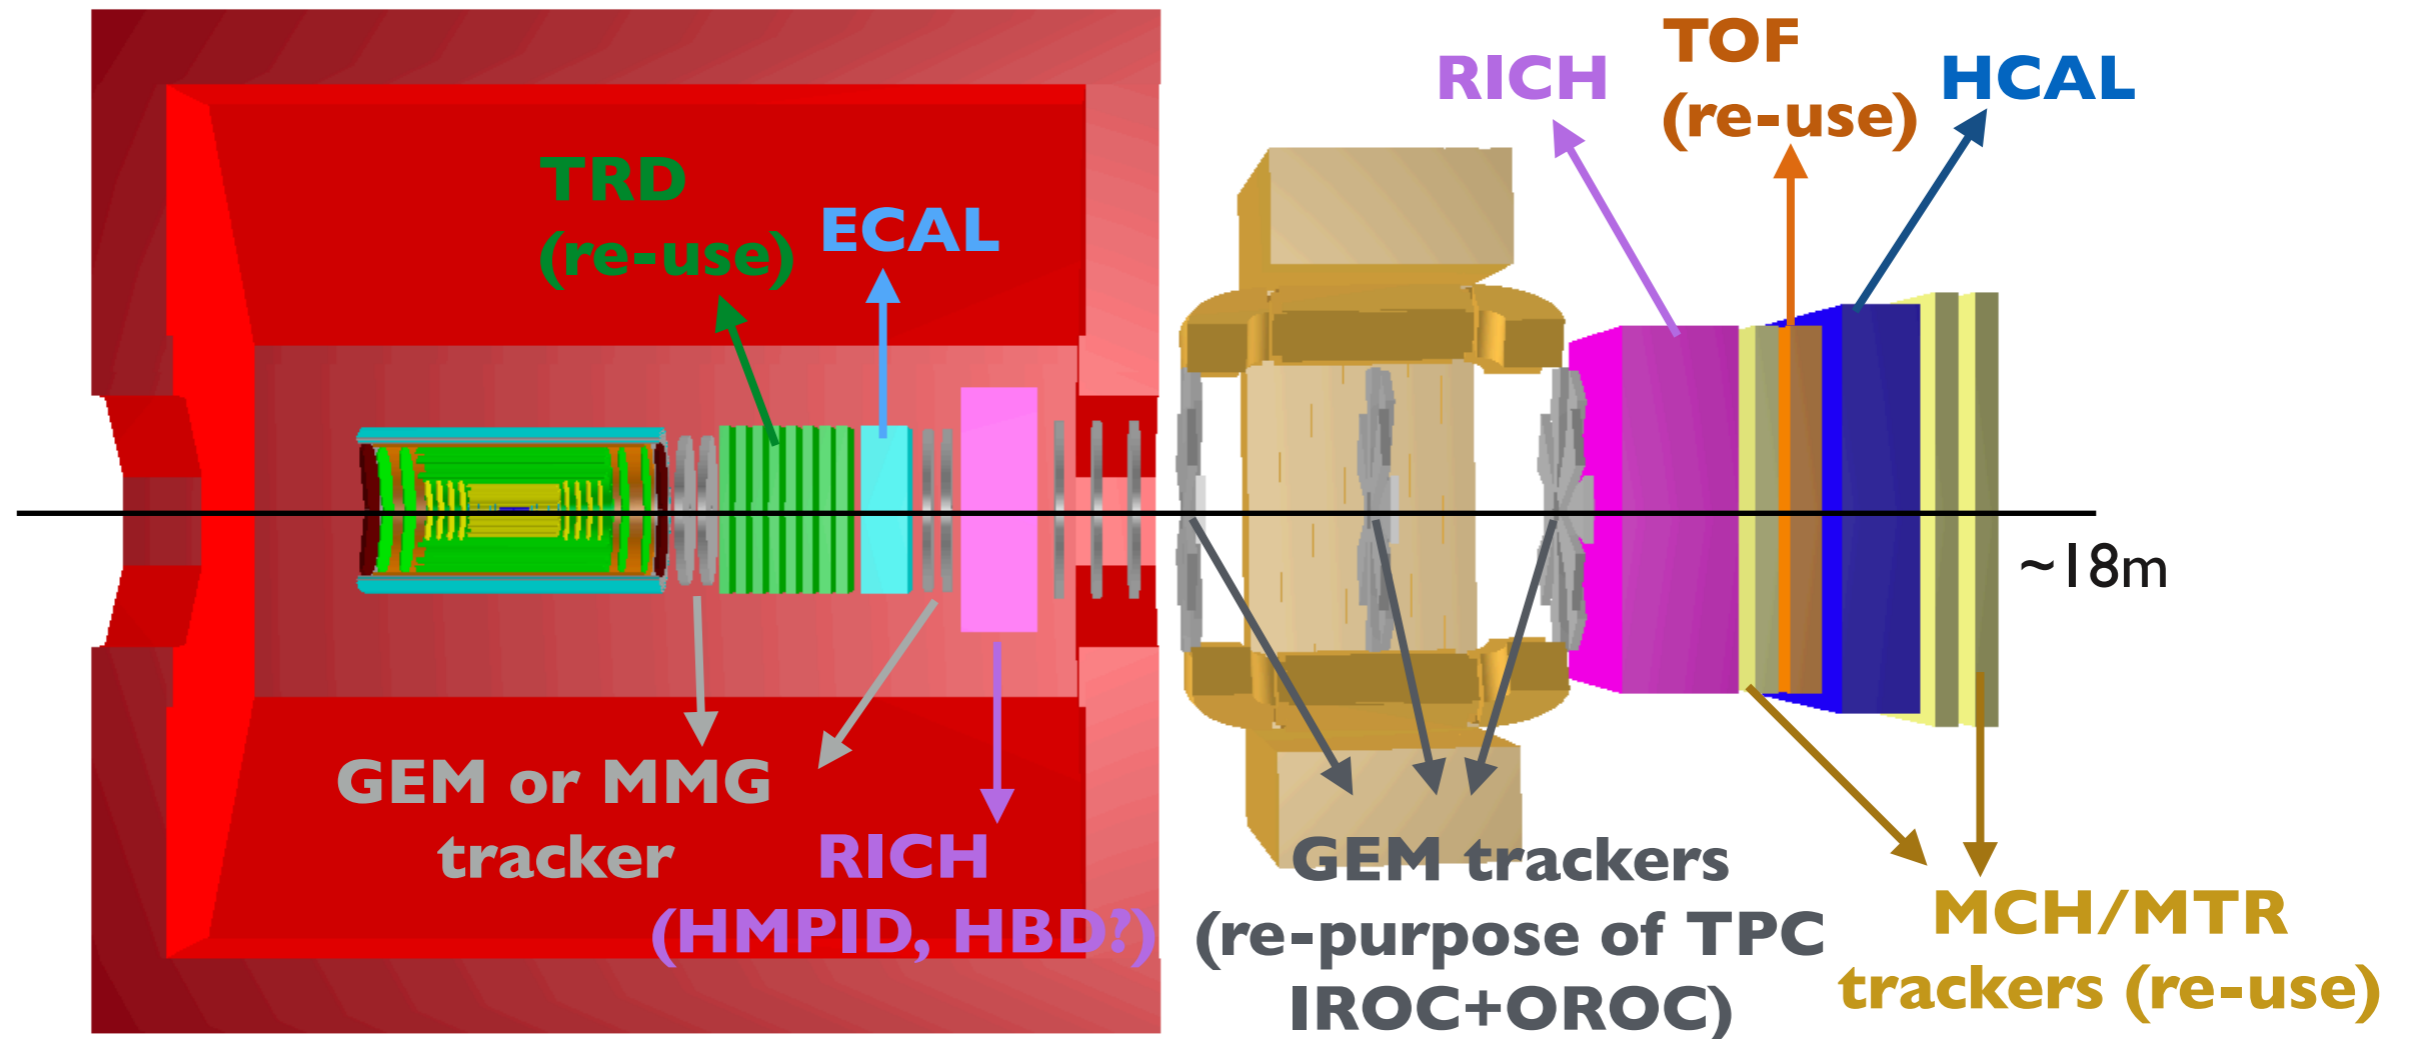 RICH
TOF
(re-use)
HCAL
TRD
(re-use)
ECAL
~18m
GEM or MMG
tracker
RICH
(HMPID, HBD?)
GEM trackers
(re-purpose of TPC
IROC+OROC)
MCH/MTR
trackers (re-use)